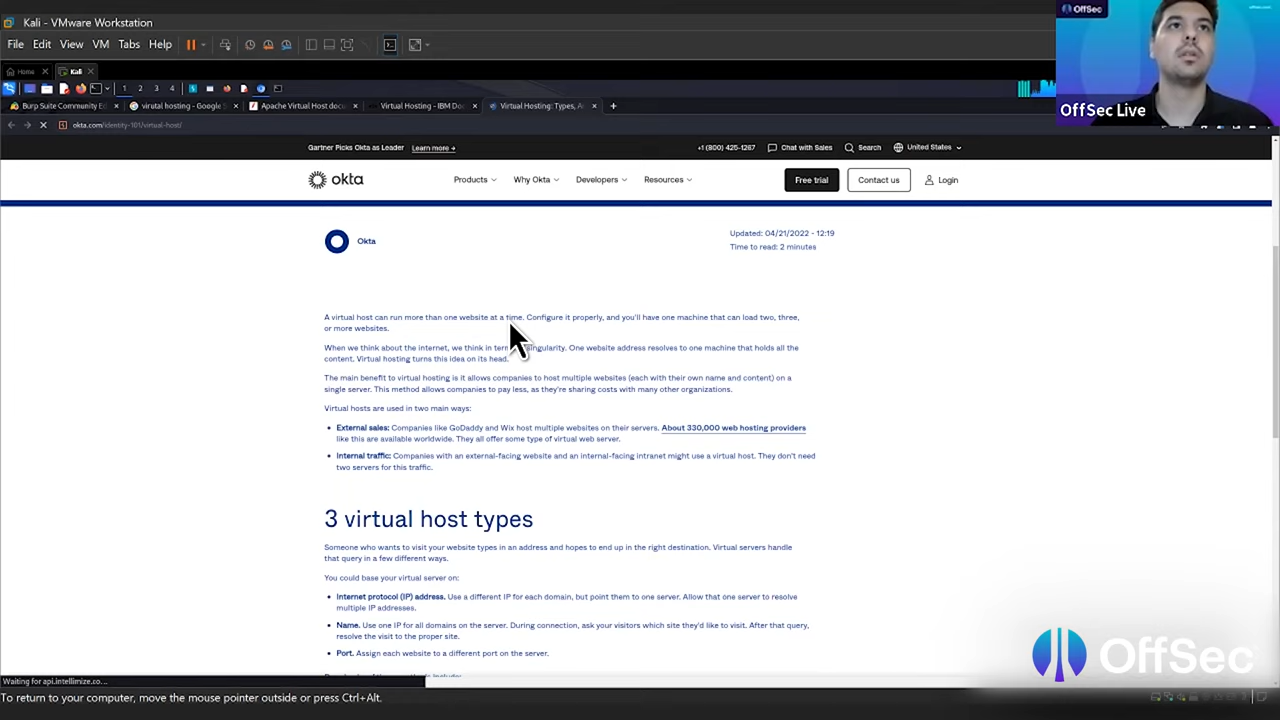 Kali - VMware Workstation
File Edit View VM Tabs Help
Home Kali
1 2 3 4
Burp Suite Community Ed
virutal hosting - Google S
Apache Virtual Host docu
Virtual Hosting - IBM Doc
Virtual Hosting: Types, A
okta.com/identity-101/virtual-host/
OffSec
OffSec Live
Gartner Picks Okta as Leader Learn more→ +1 (800) 425-1267 Chat with Sales Search United States
okta Products Why Okta Developers Resources Free trial Contact us Login
Okta
Updated: 04/21/2022 - 12:19
Time to read: 2 minutes
A virtual host can run more than one website at a time. Configure it properly, and you'll have one machine that can load two, three,
or more websites.
When we think about the internet, we think in singularity. One website address resolves to one machine that holds all the
content. Virtual hosting turns this idea on its head.
The main benefit to virtual hosting is it allows companies to host multiple websites (each with their own name and content) on a
single server. This method allows companies to pay less, as they're sharing costs with many other organizations.
Virtual hosts are used in two main ways:
External sales: Companies like GoDaddy and Wix host multiple websites on their servers. About 330,000 web hosting providers
like this are available worldwide. They all offer some type of virtual web server.
Internal traffic: Companies with an external-facing website and an internal-facing intranet might use a virtual host. They don't need
two servers for this traffic.
3 virtual host types
Someone who wants to visit your website types in an address and hopes to end up in the right destination. Virtual servers handle
that query in a few different ways.
You could base your virtual server on:
Internet protocol (IP) address. Use a different IP for each domain, but point them to one server. Allow that one server to resolve
multiple IP addresses.
Name. Use one IP for all domains on the server. During connection, ask your visitors which site they'd like to visit. After that query,
resolve the visit to the proper site.
Port. Assign each website to a different port on the server.
OffSec
Waiting for api.intellimize.co...
To return to your computer, move the mouse pointer outside or press Ctrl+Alt.